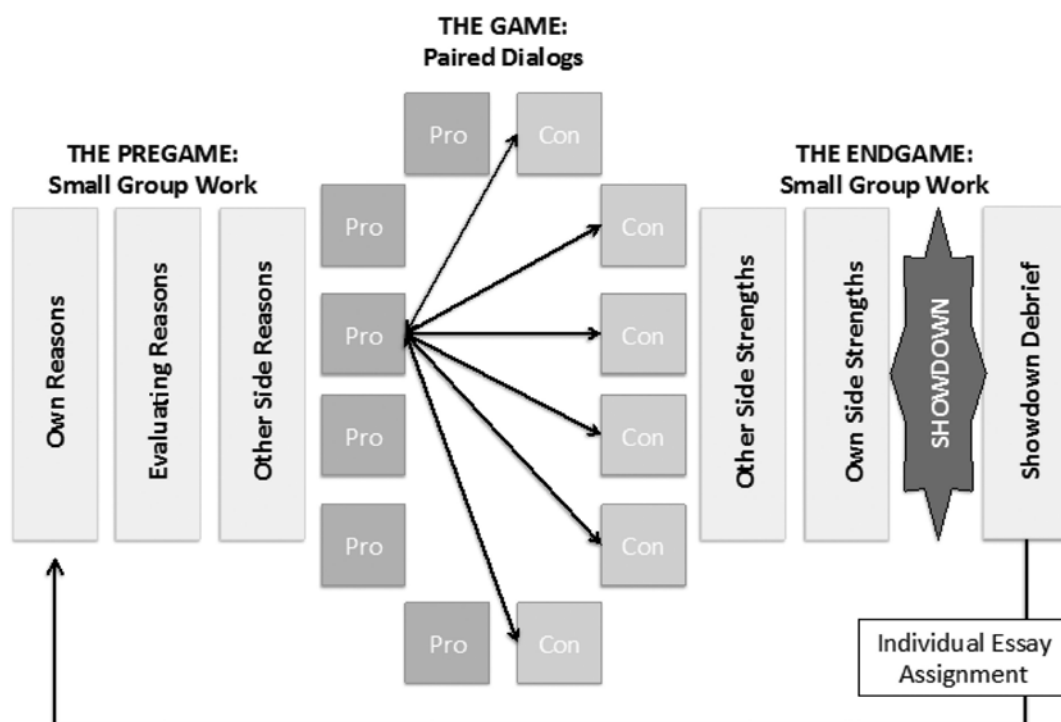 THE GAME:
Paired Dialogs
Pro
Con
THE PREGAME:
Small Group Work
THE ENDGAME:
Small Group Work
Pro
Con
Own Reasons
Evaluating Reasons
Other Side Reasons
Pro
Con
Other Side Strengths
Own Side Strengths
SHOWDOWN
Showdown Debrief
Pro
Con
Pro
Con
Pro
Con
Individual Essay
Assignment